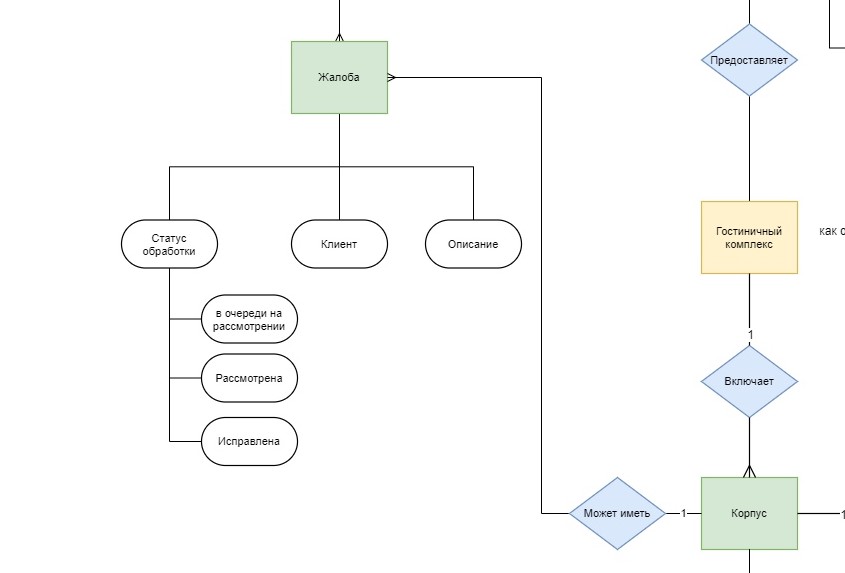 Предоставляет
Жалоба
Гостиничный
комплекс
как о
Статус
обработки
Клиент
Описание
в очереди на
рассмотрении
1
Рассмотрена
Включает
Исправлена
Может иметь
1
Корпус
1